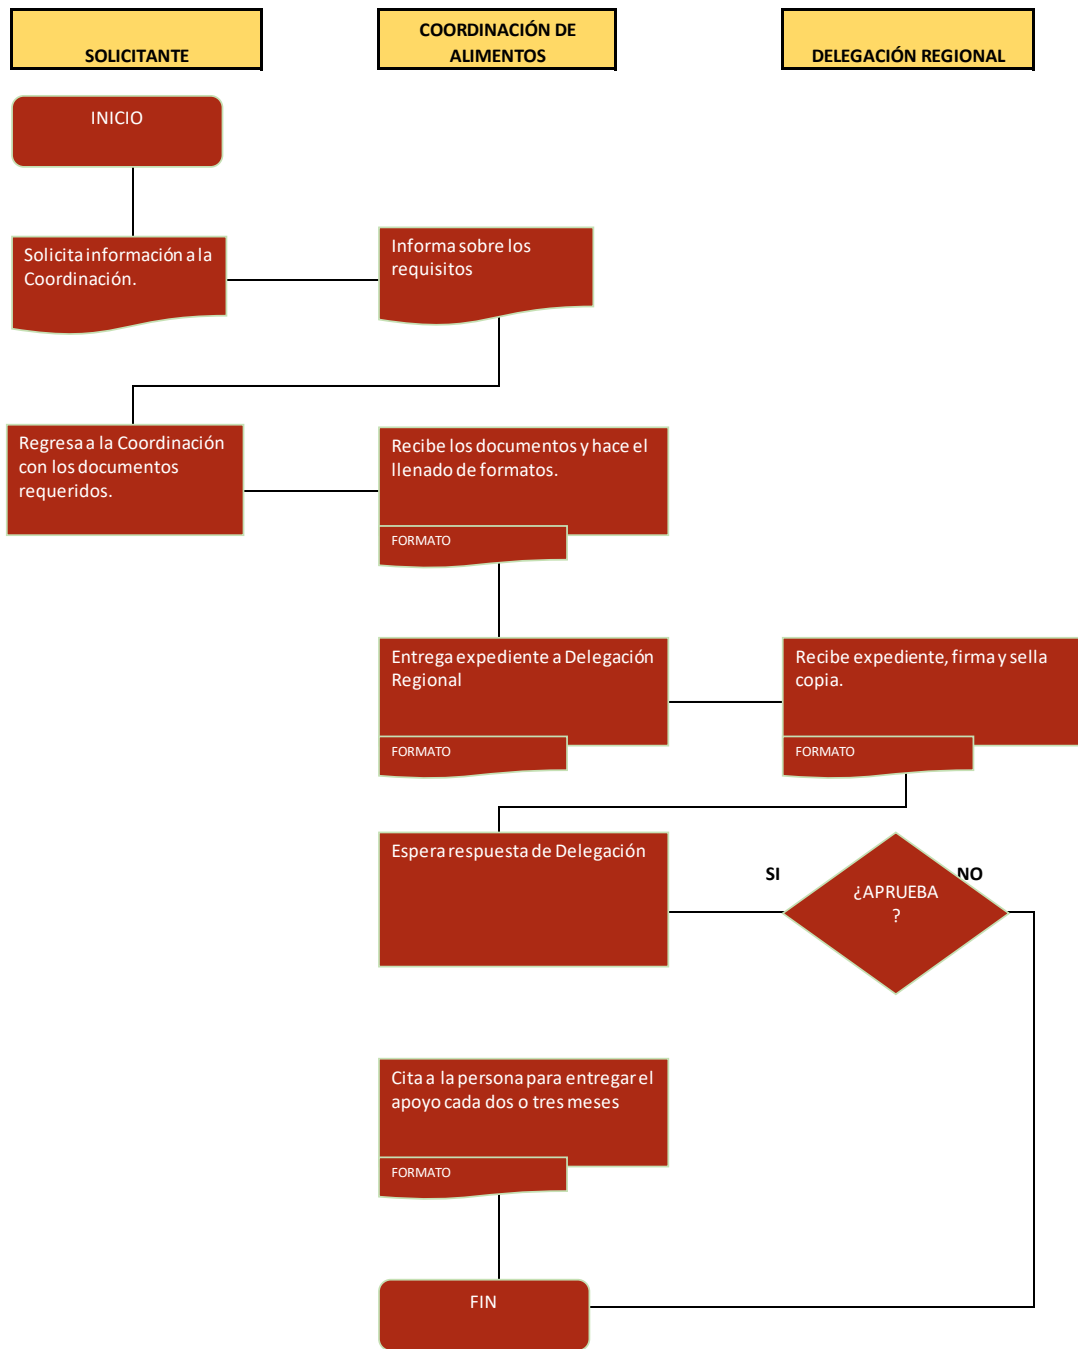 SOLICITANTE
COORDINACIÓN DE
ALIMENTOS
DELEGACIÓN REGIONAL
INICIO
Solicita información a la
Coordinación.
Informa sobre los
requisitos
Regresa a la Coordinación
con los documentos
requeridos.
Recibe los documentos y hace el
llenado de formatos.
FORMATO
Entrega expediente a Delegación
Regional
FORMATO
Recibe expediente, firma y sella
copia.
FORMATO
Espera respuesta de Delegación
SI
¿APRUEBA
?
NO
Cita a la persona para entregar el
apoyo cada dos o tres meses
FORMATO
FIN